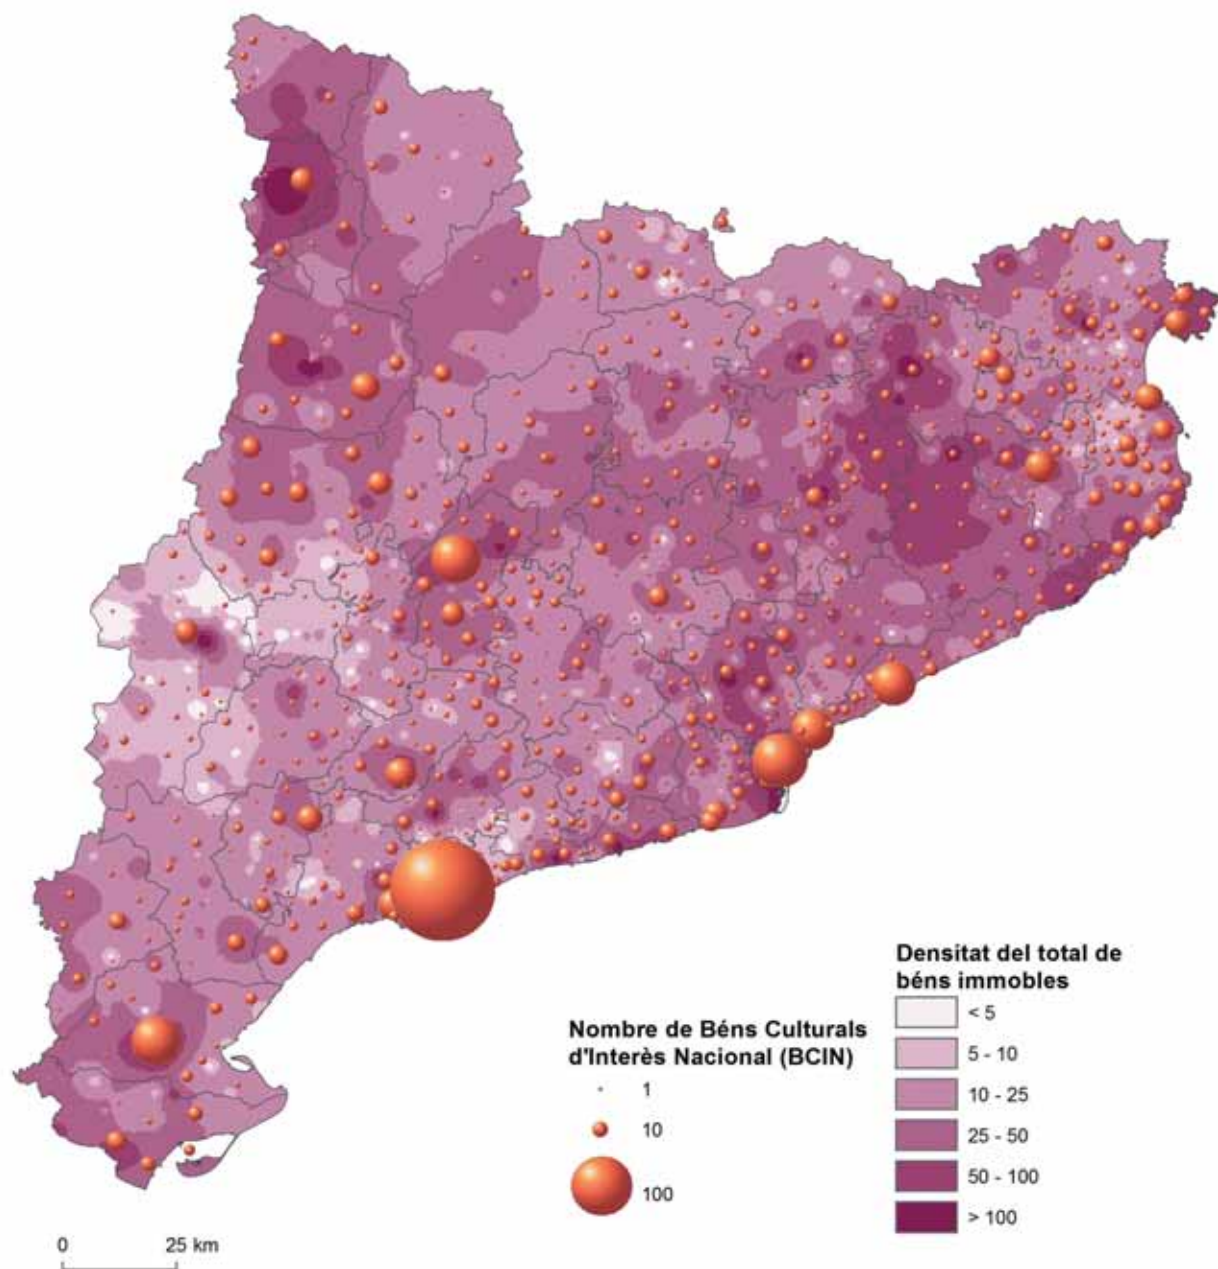 Densitat del total de
béns immobles
< 5
5 - 10
10 - 25
25 - 50
50 - 100
> 100
Nombre de Béns Culturals
d'Interès Nacional (BCIN)
1
10
100
0 25 km